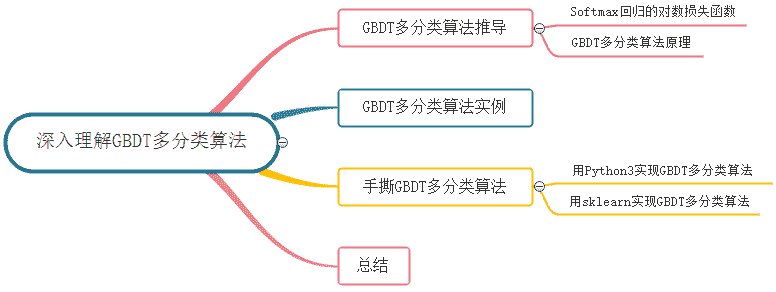 深入理解GBDT多分类算法
GBDT多分类算法推导
Softmax回归的对数损失函数
GBDT多分类算法原理
GBDT多分类算法实例
手撕GBDT多分类算法
用Python3实现GBDT多分类算法
用sklearn实现GBDT多分类算法
总结